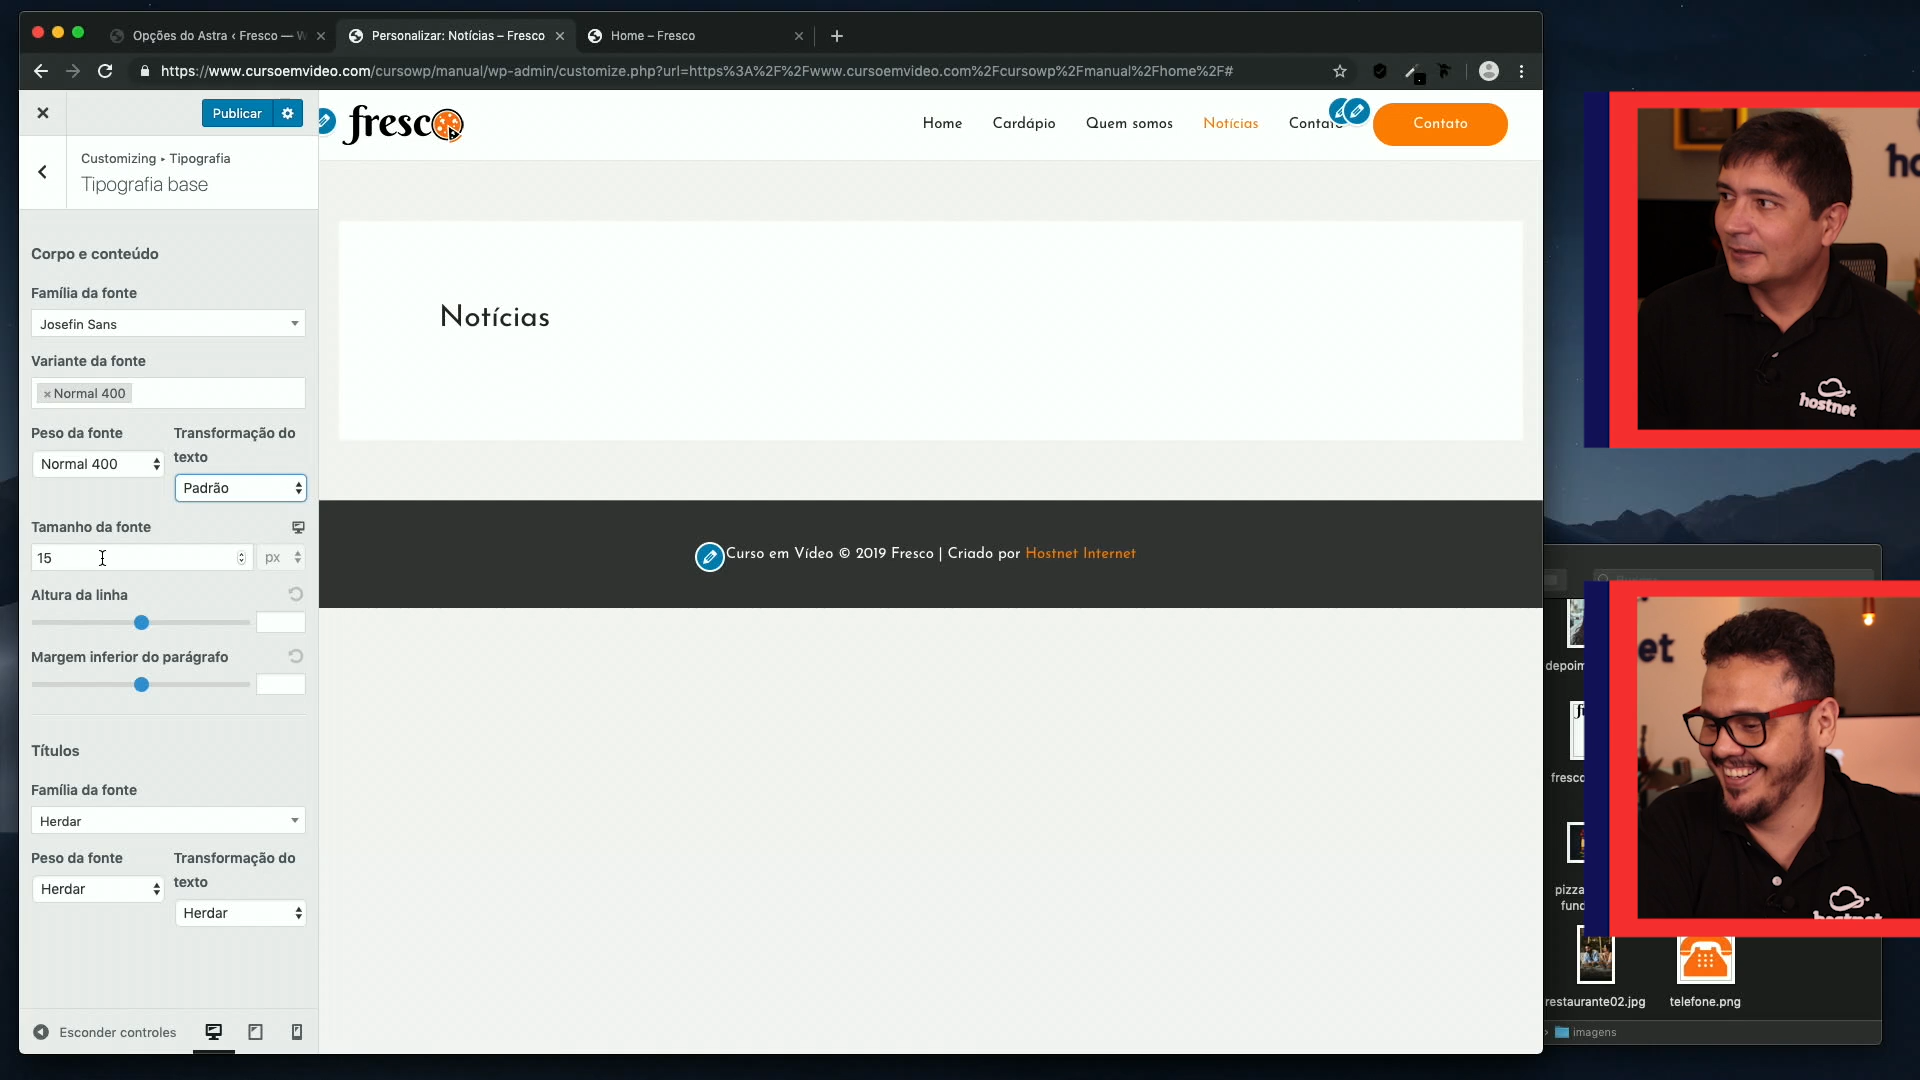 Opções do Astra ‹ Fresco — W
Personalizar: Notícias – Fresco
Home – Fresco
https://www.cursoemvideo.com/cursowp/manual/wp-admin/customize.php?url=https%3A%2F%2Fwww.cursoemvideo.com%2Fcursowp%2Fmanual%2Fhome%2F#
Publicar
fresco
Home
Cardápio
Quem somos
Notícias
Contato
Contato
Customizing ▸ Tipografia
Tipografia base
Corpo e conteúdo
Família da fonte
Josefin Sans
Variante da fonte
× Normal 400
Peso da fonte
Transformação do texto
Normal 400
Padrão
Tamanho da fonte
15
px
Altura da linha
Margem inferior do parágrafo
Títulos
Família da fonte
Herdar
Peso da fonte
Transformação do texto
Herdar
Herdar
Esconder controles
Notícias
Curso em Vídeo © 2019 Fresco | Criado por Hostnet Internet
ho
hostnet
et
hostnet
depoim
fresco
pizza
fund
restaurante02.jpg
telefone.png
imagens